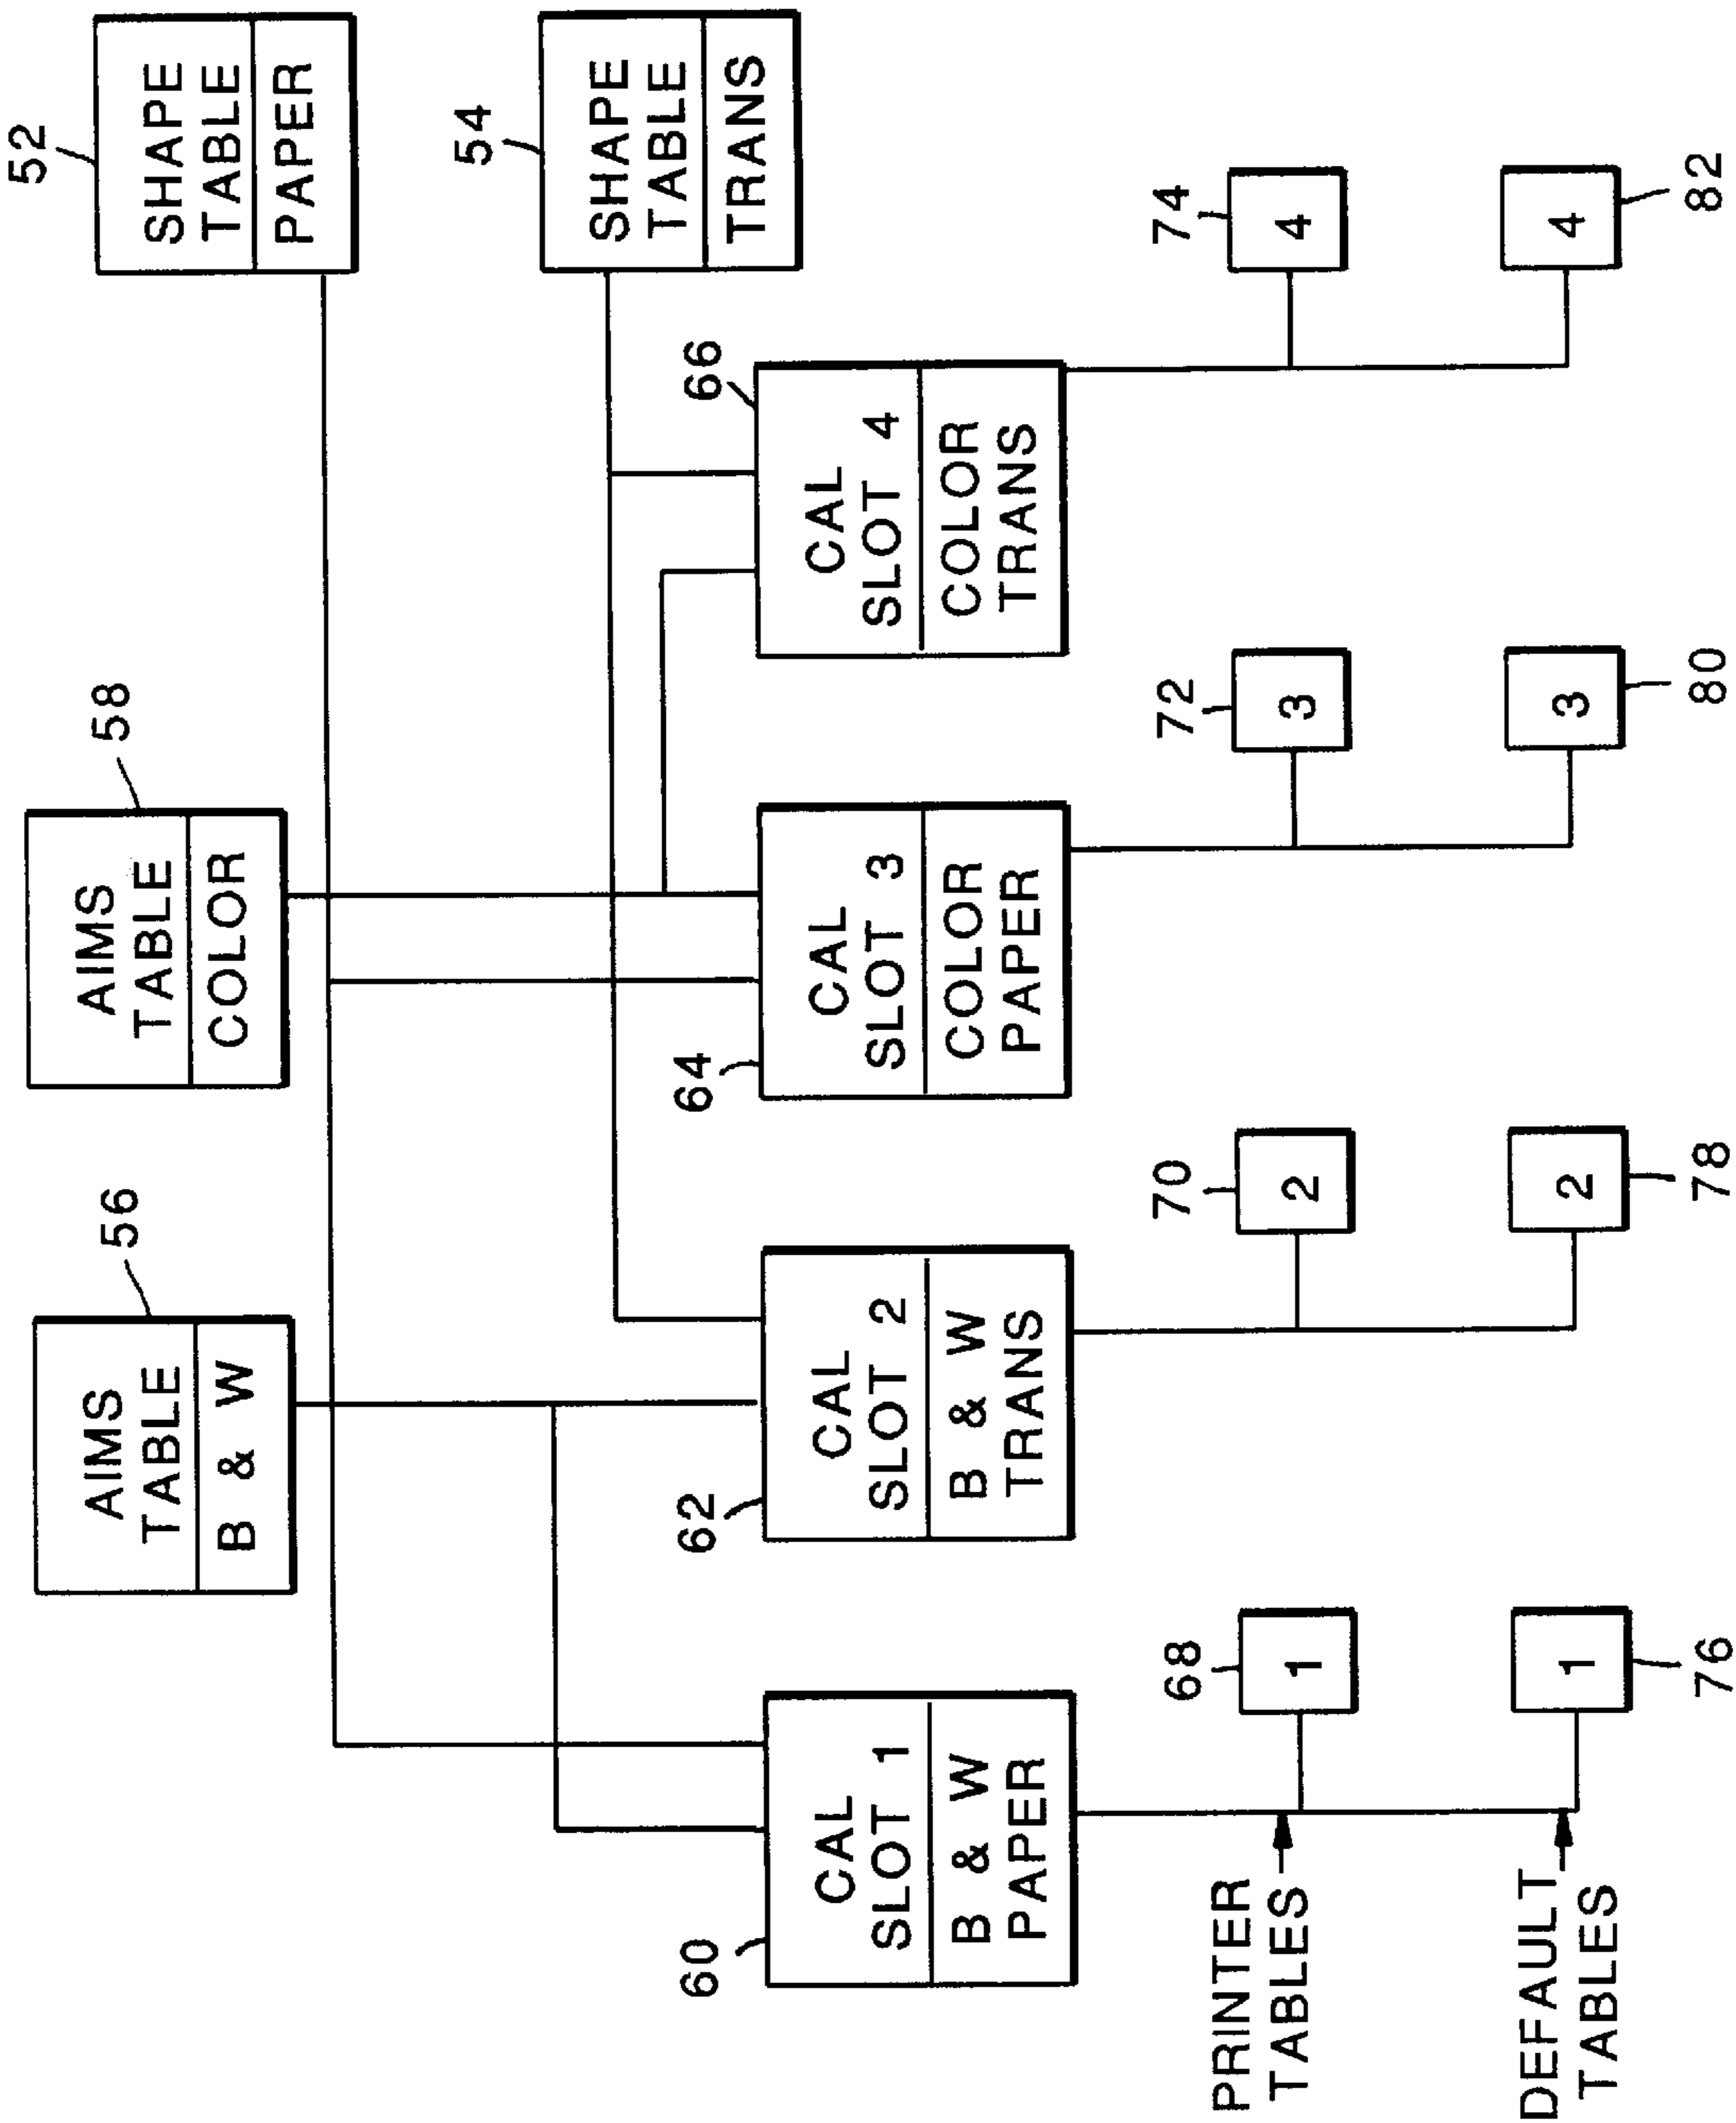 52
SHAPE
TABLE
PAPER
54
SHAPE
TABLE
TRANS
58
AIMS
TABLE
COLOR
56
AIMS
TABLE
B & W
60
CAL
SLOT 1
B & W
PAPER
62
CAL
SLOT 2
B & W
TRANS
64
CAL
SLOT 3
COLOR
PAPER
66
CAL
SLOT 4
COLOR
TRANS
PRINTER
TABLES
68
1
70
2
72
3
74
4
DEFAULT
TABLES
1
76
2
78
3
80
4
82